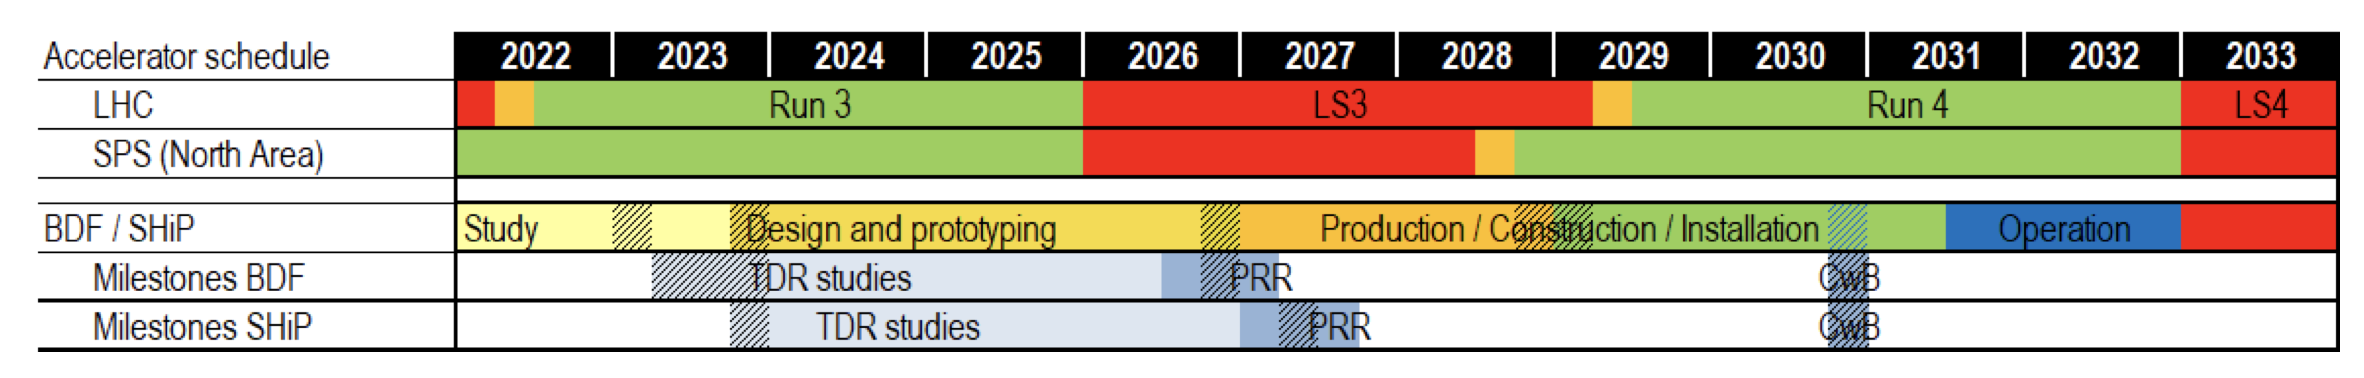 Accelerator schedule 2022 2023 2024 2025 2026 2027 2028 2029 2030 2031 2032 2033
LHC Run 3 LS3 Run 4 LS4
SPS (North Area)
BDF / SHiP Study Design and prototyping Production / Construction / Installation Operation
Milestones BDF TDR studies PRR CwB
Milestones SHiP TDR studies PRR CwB